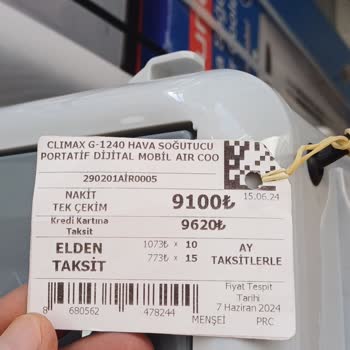 CLIMAX G-1240 HAVA SOĞUTUCU
PORTATİF DİJİTAL MOBİL AIR COO
290201AİR0005
15.06.24
NAKİT
TEK ÇEKİM
9100₺
Kredi Kartına
Taksit
9620₺
ELDEN
TAKSİT
1073₺ x 10
773₺ x 15
AY
TAKSİTLERLE
Fiyat Tespit
Tarihi
7 Haziran 2024
8 680562 478244
MENŞEİ PRC